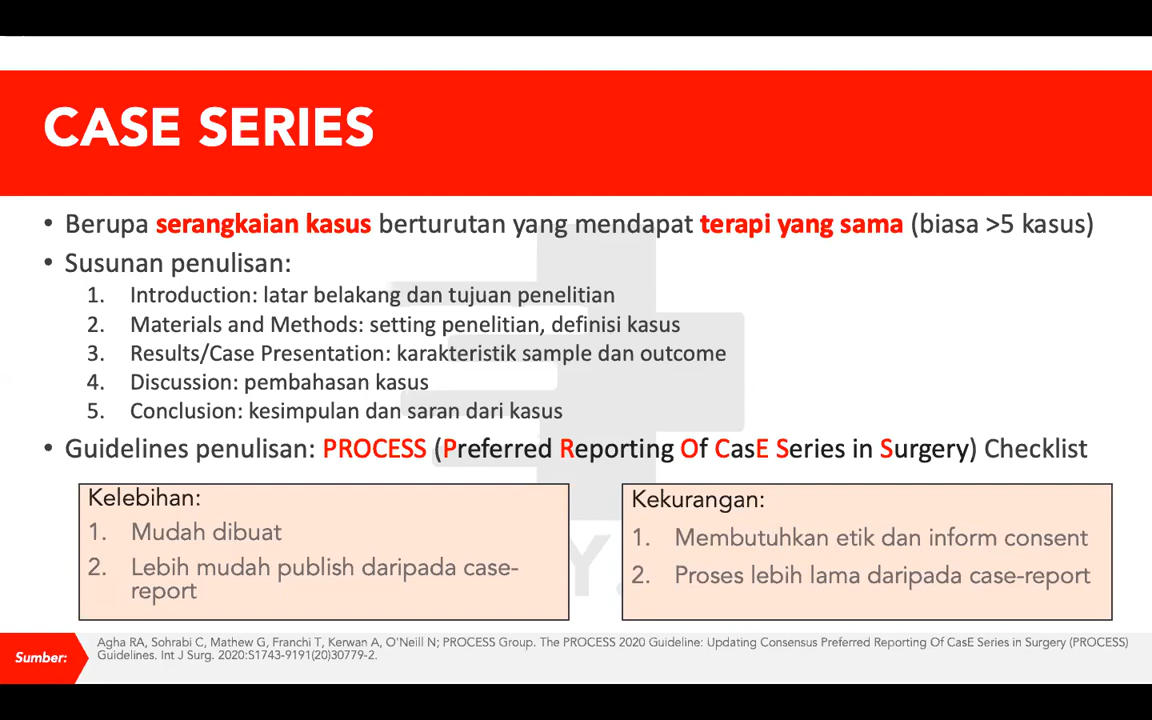 CASE SERIES
• Berupa serangkaian kasus berturutan yang mendapat terapi yang sama (biasa >5 kasus)
• Susunan penulisan:
1. Introduction: latar belakang dan tujuan penelitian
2. Materials and Methods: setting penelitian, definisi kasus
3. Results/Case Presentation: karakteristik sample dan outcome
4. Discussion: pembahasan kasus
5. Conclusion: kesimpulan dan saran dari kasus
• Guidelines penulisan: PROCESS (Preferred Reporting Of CasE Series in Surgery) Checklist
Kelebihan:
1. Mudah dibuat
2. Lebih mudah publish daripada case-
report
Kekurangan:
1. Membutuhkan etik dan inform consent
2. Proses lebih lama daripada case-report
Sumber:
Agha RA, Sohrabi C, Mathew G, Franchi T, Kerwan A, O'Neill N; PROCESS Group. The PROCESS 2020 Guideline: Updating Consensus Preferred Reporting Of CasE Series in Surgery (PROCESS)
Guidelines. Int J Surg. 2020:S1743-9191(20)30779-2.